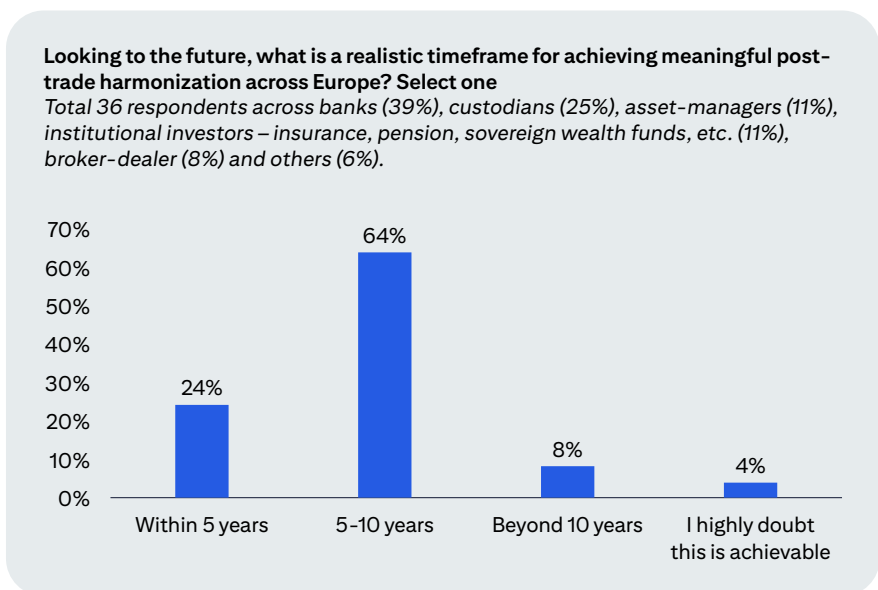 Looking to the future, what is a realistic timeframe for achieving meaningful post-
trade harmonization across Europe? Select one
Total 36 respondents across banks (39%), custodians (25%), asset-managers (11%),
institutional investors – insurance, pension, sovereign wealth funds, etc. (11%),
broker-dealer (8%) and others (6%).
70%
60%
50%
40%
30%
20%
10%
0%
24%
64%
8%
4%
Within 5 years
5-10 years
Beyond 10 years
I highly doubt
this is achievable